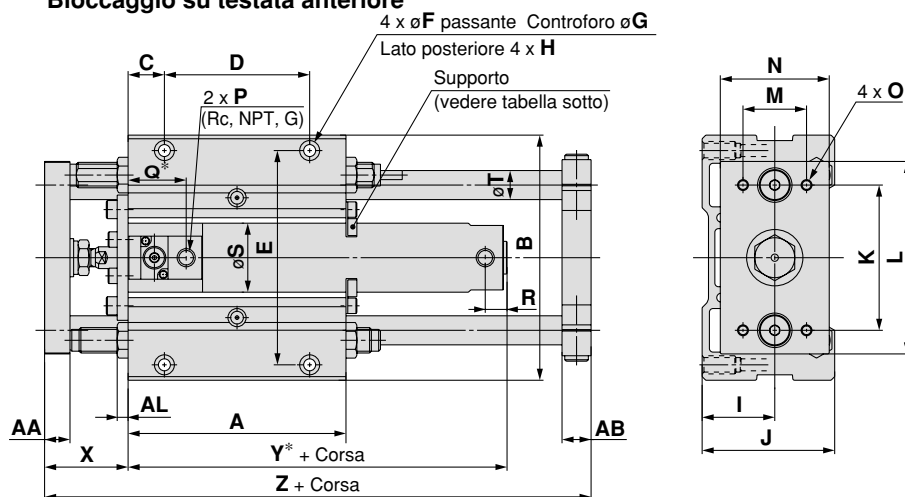 Bloccaggio su testata anteriore
4 x øF passante Controforo øG
Lato posteriore 4 x H
C
D
2 x P
(Rc, NPT, G)
Supporto
(vedere tabella sotto)
N
M
4 x O
Q*
øT
øS
E
B
R
K
L
I
J
AA
AL
A
AB
X
Y* + Corsa
Z + Corsa